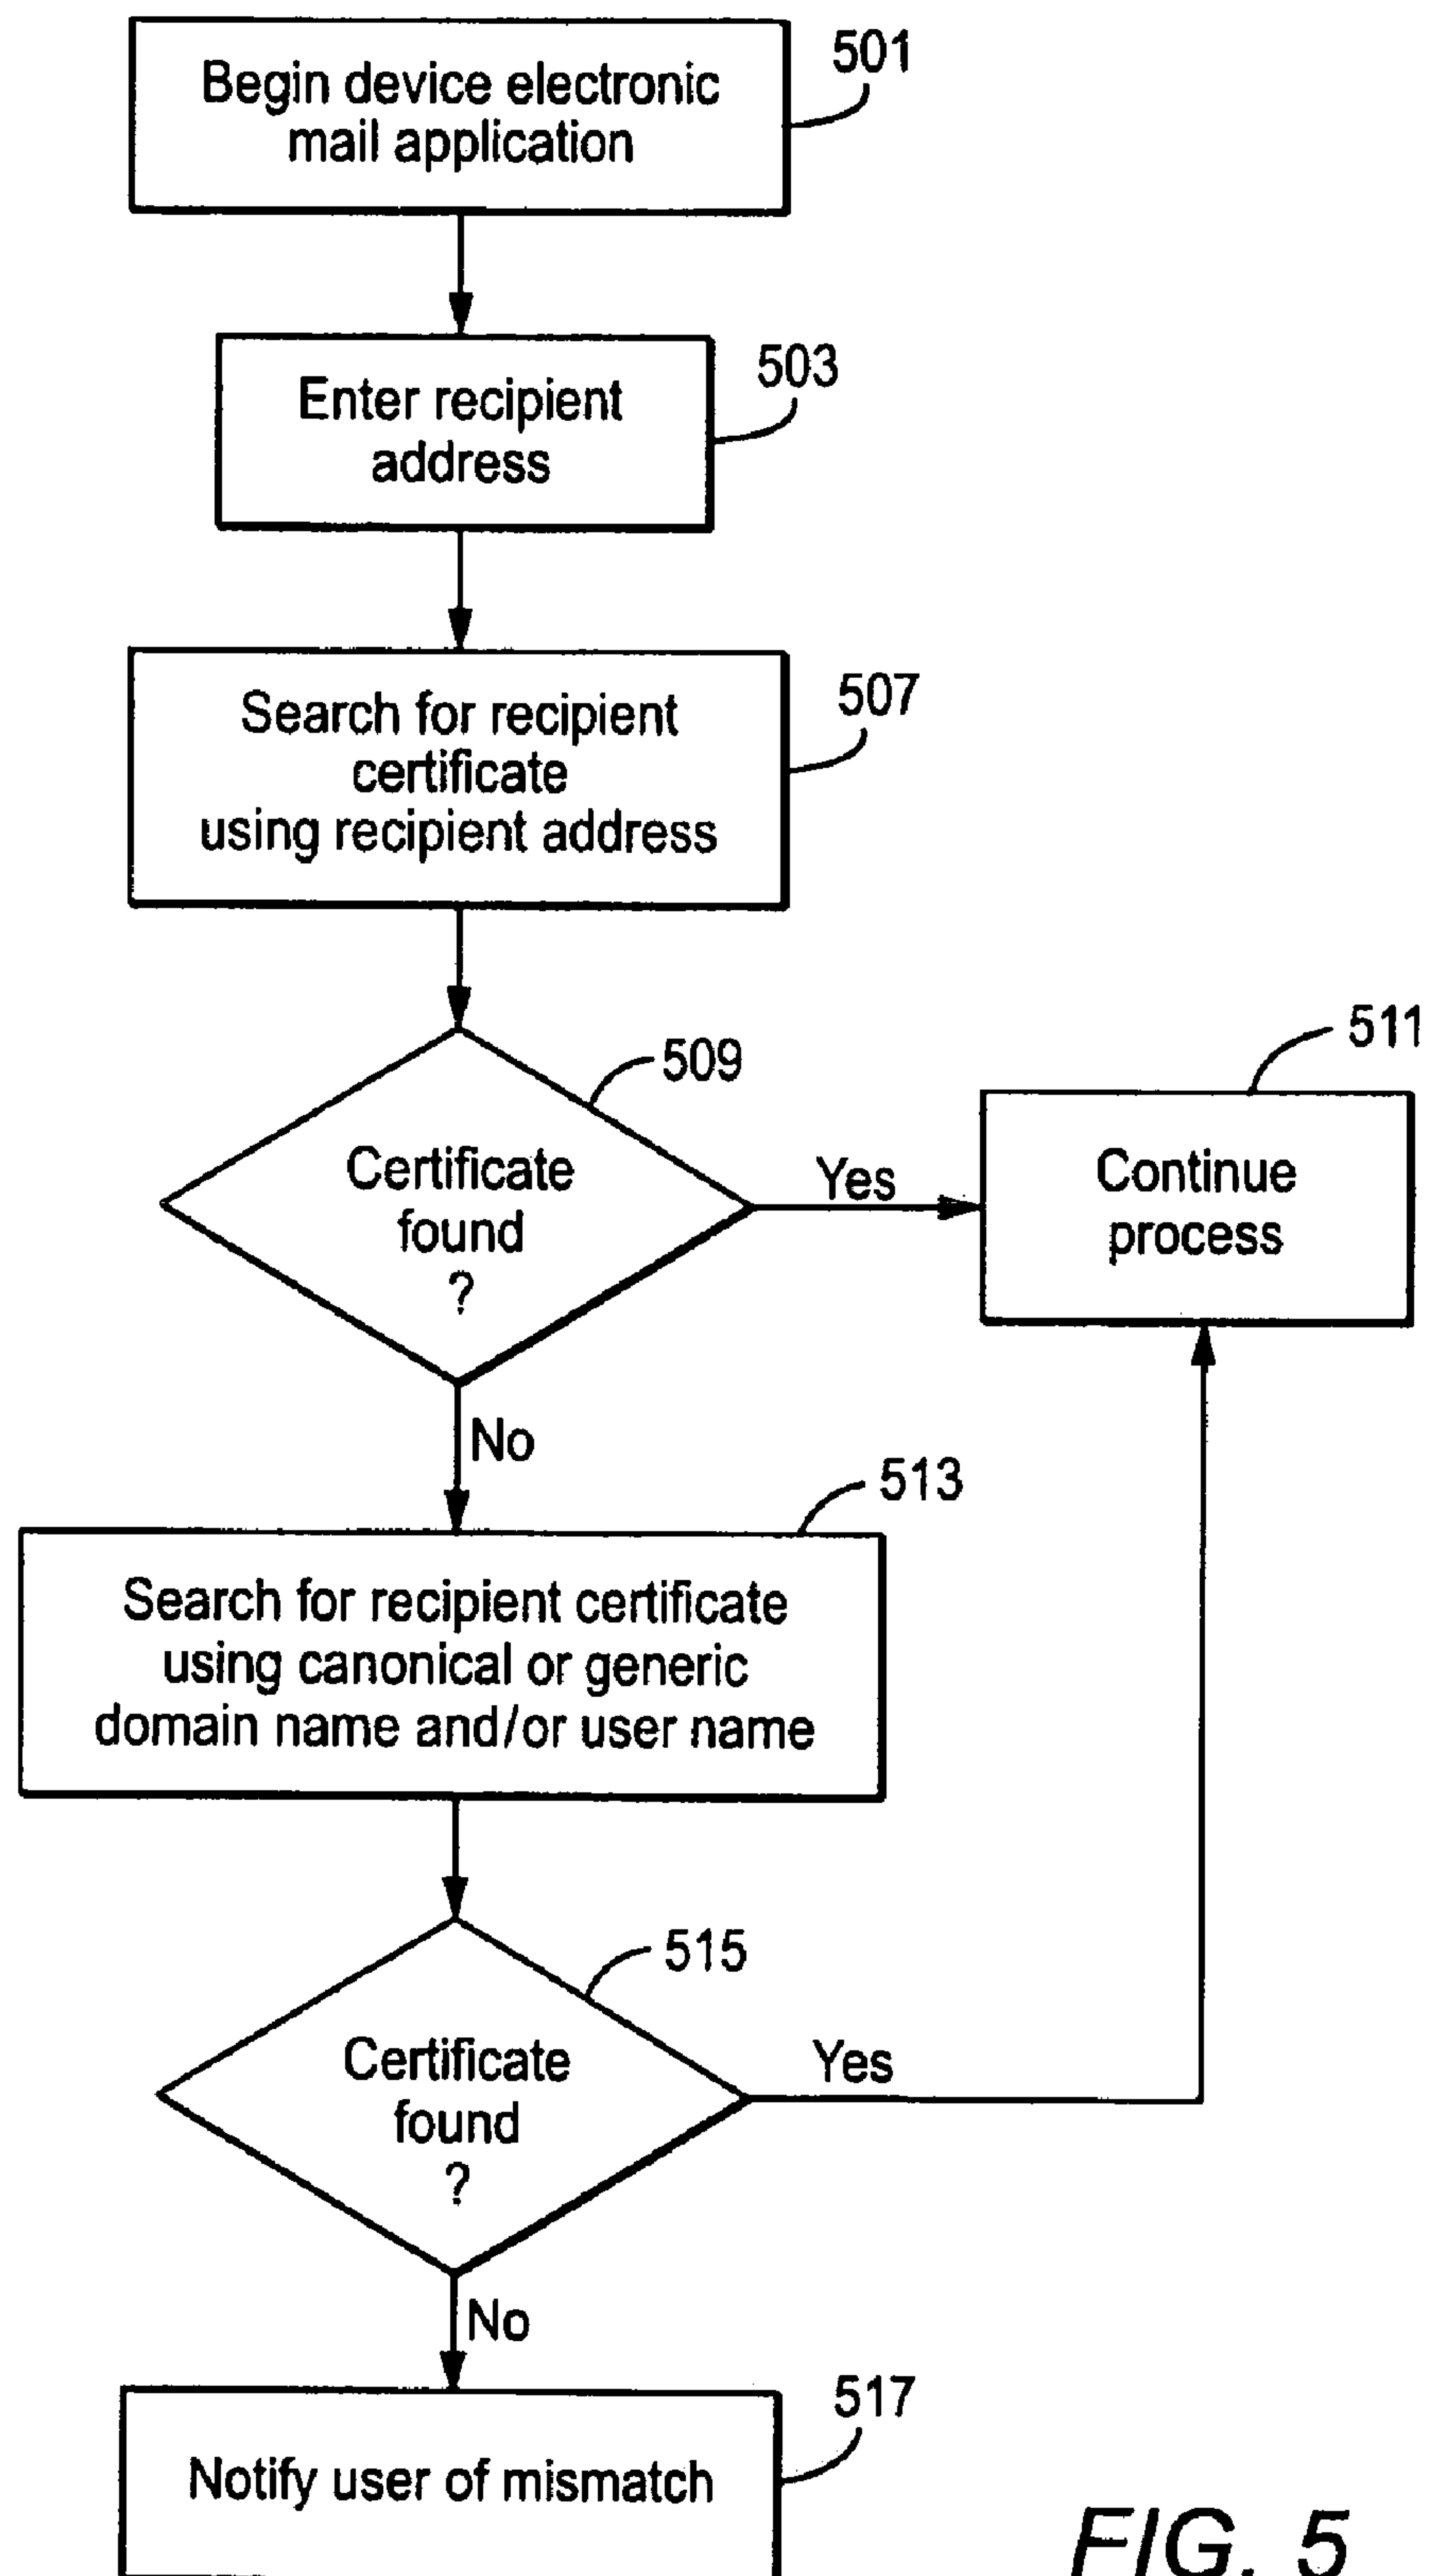 Begin device electronic
mail application
501
Enter recipient
address
503
Search for recipient
certificate
using recipient address
507
Certificate
found
?
509
Yes
Continue
process
511
No
Search for recipient certificate
using canonical or generic
domain name and/or user name
513
Certificate
found
?
515
Yes
No
Notify user of mismatch
517
FIG. 5